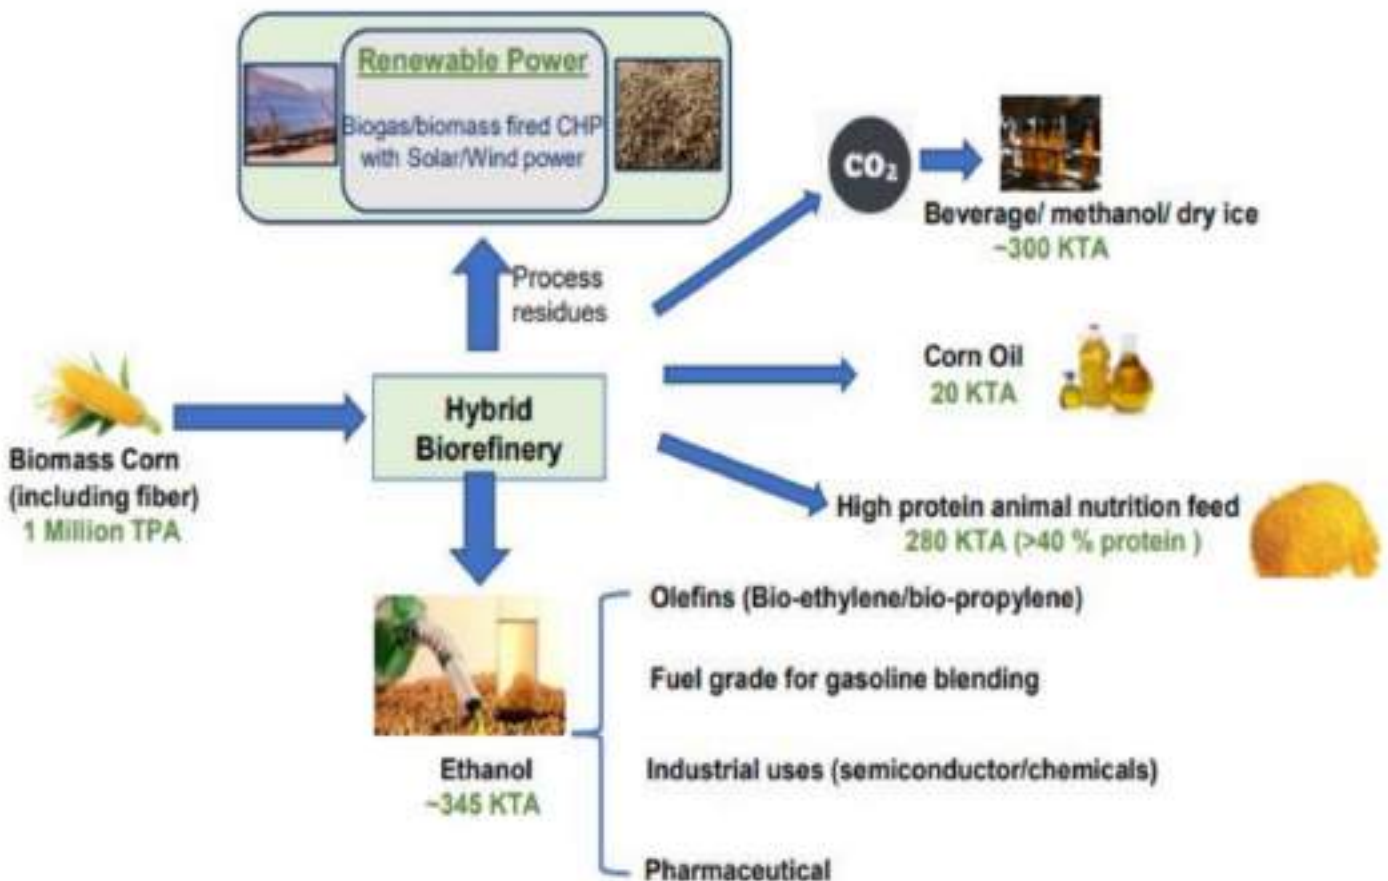 Renewable Power
Biogas/biomass fired CHP
with Solar/Wind power
CO₂
Beverage/ methanol/ dry ice
~300 KTA
Process
residues
Corn Oil
20 KTA
Hybrid
Biorefinery
Biomass Corn
(including fiber)
1 Million TPA
High protein animal nutrition feed
280 KTA (>40 % protein )
Olefins (Bio-ethylene/bio-propylene)
Fuel grade for gasoline blending
Industrial uses (semiconductor/chemicals)
Ethanol
~345 KTA
Pharmaceutical